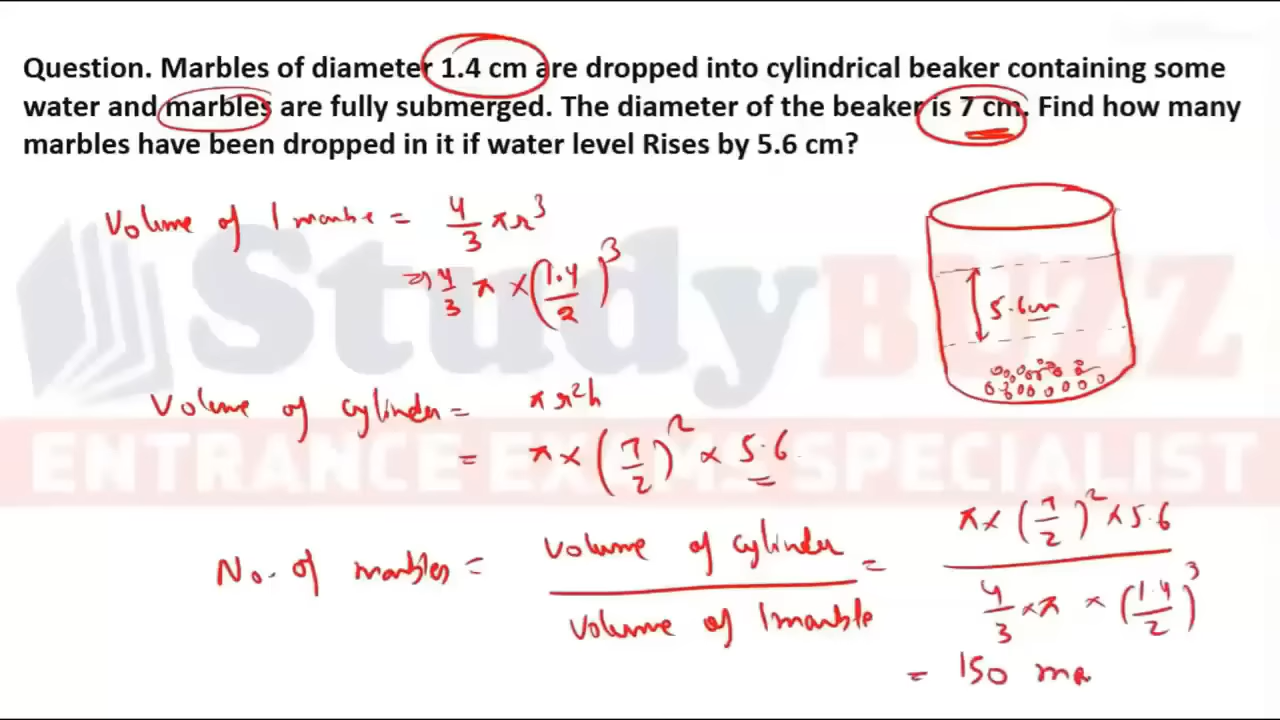 Question. Marbles of diameter 1.4 cm are dropped into cylindrical beaker containing some
water and marbles are fully submerged. The diameter of the beaker is 7 cm. Find how many
marbles have been dropped in it if water level Rises by 5.6 cm?
Volume of 1 marble = 4/3 πr³
=> 4/3 π × (1.4/2)³
5.6cm
Volume of cylinder = πr²h
= π × (7/2)² × 5.6
No. of marbles = Volume of cylinder / Volume of 1 marble = π × (7/2)² × 5.6 / 4/3 × π × (1.4/2)³
= 150 ma
StudyBUZZ
ENTRANCE EXAMS SPECIALIST